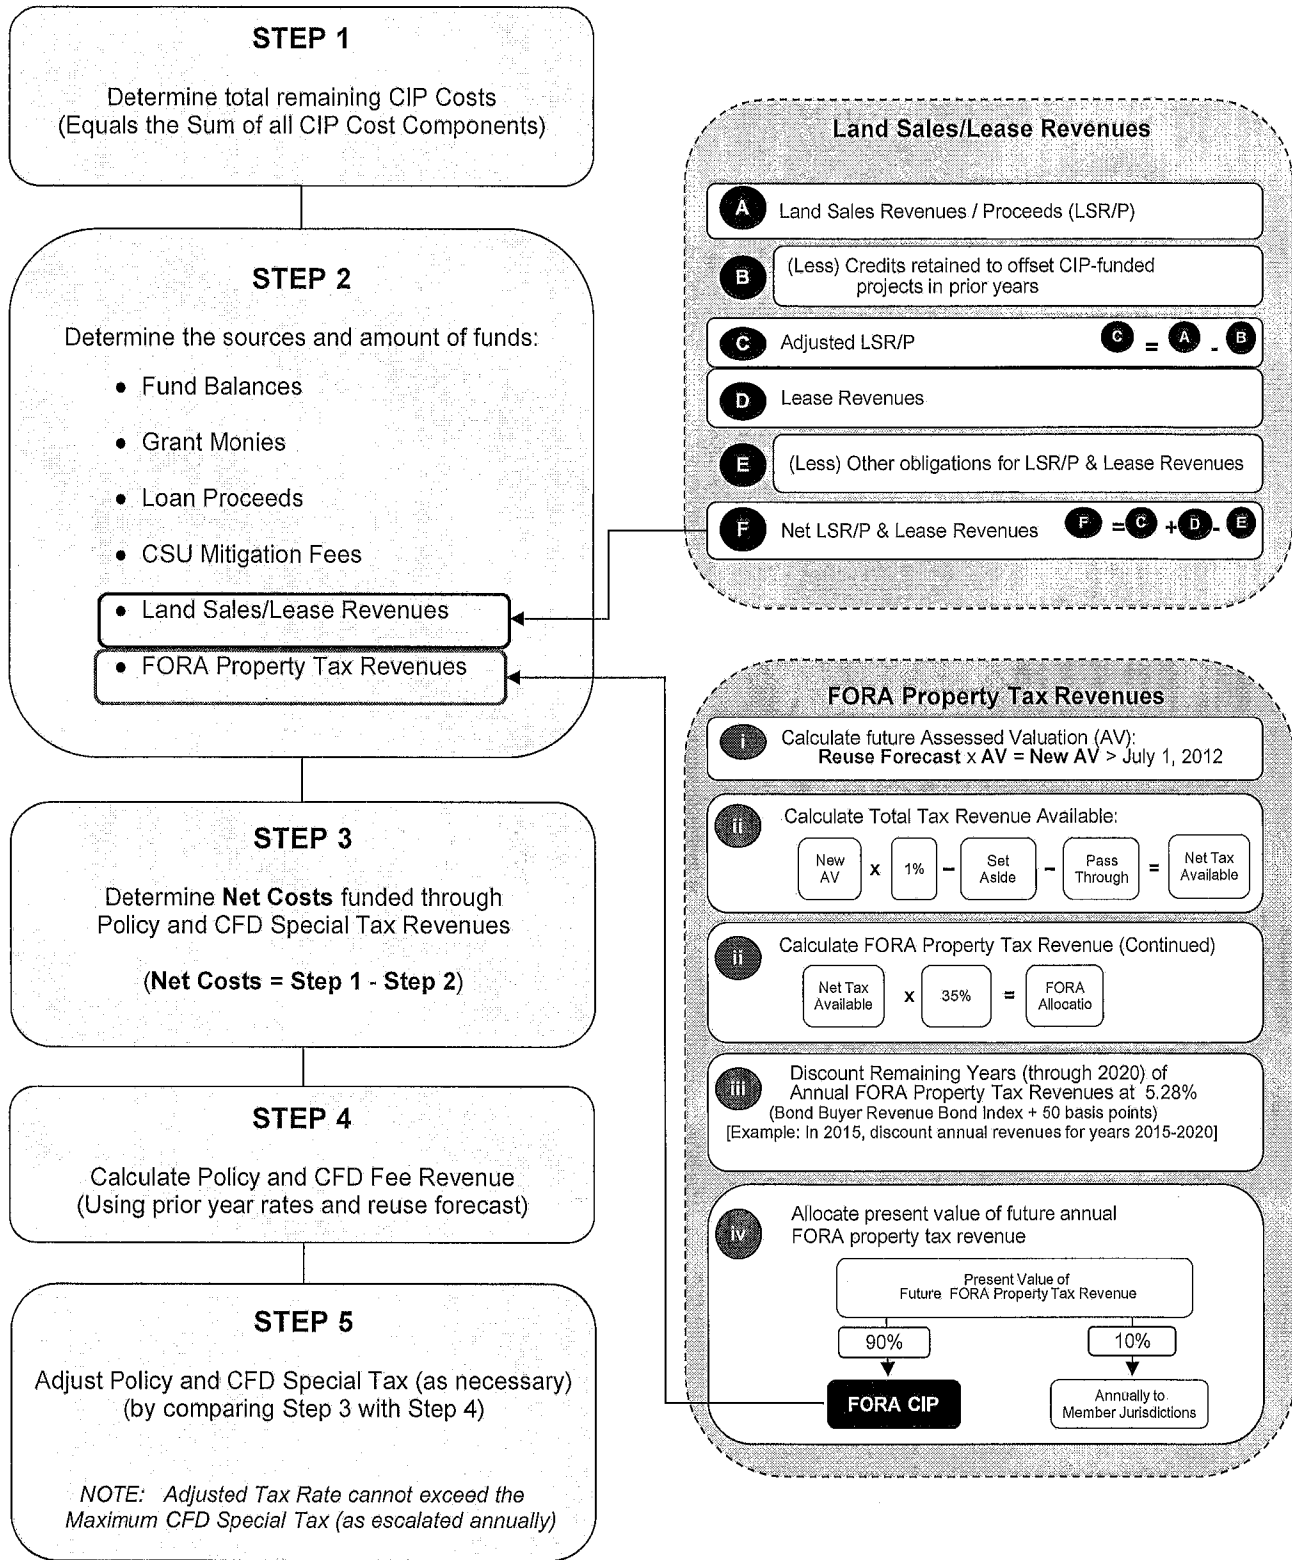 STEP 1
Determine total remaining CIP Costs
(Equals the Sum of all CIP Cost Components)
STEP 2
Determine the sources and amount of funds:
• Fund Balances
• Grant Monies
• Loan Proceeds
• CSU Mitigation Fees
• Land Sales/Lease Revenues
• FORA Property Tax Revenues
STEP 3
Determine Net Costs funded through
Policy and CFD Special Tax Revenues
(Net Costs = Step 1 - Step 2)
STEP 4
Calculate Policy and CFD Fee Revenue
(Using prior year rates and reuse forecast)
STEP 5
Adjust Policy and CFD Special Tax (as necessary)
(by comparing Step 3 with Step 4)
NOTE: Adjusted Tax Rate cannot exceed the
Maximum CFD Special Tax (as escalated annually)
Land Sales/Lease Revenues
A Land Sales Revenues / Proceeds (LSR/P)
B (Less) Credits retained to offset CIP-funded
projects in prior years
C Adjusted LSR/P C = A - B
D Lease Revenues
E (Less) Other obligations for LSR/P & Lease Revenues
F Net LSR/P & Lease Revenues F = C + D - E
FORA Property Tax Revenues
i Calculate future Assessed Valuation (AV):
Reuse Forecast x AV = New AV > July 1, 2012
ii Calculate Total Tax Revenue Available:
New AV x 1% – Set Aside – Pass Through = Net Tax Available
ii Calculate FORA Property Tax Revenue (Continued)
Net Tax Available x 35% = FORA Allocatio
iii Discount Remaining Years (through 2020) of
Annual FORA Property Tax Revenues at 5.28%
(Bond Buyer Revenue Bond Index + 50 basis points)
[Example: In 2015, discount annual revenues for years 2015-2020]
iv Allocate present value of future annual
FORA property tax revenue
Present Value of
Future FORA Property Tax Revenue
90% 10%
FORA CIP
Annually to
Member Jurisdictions